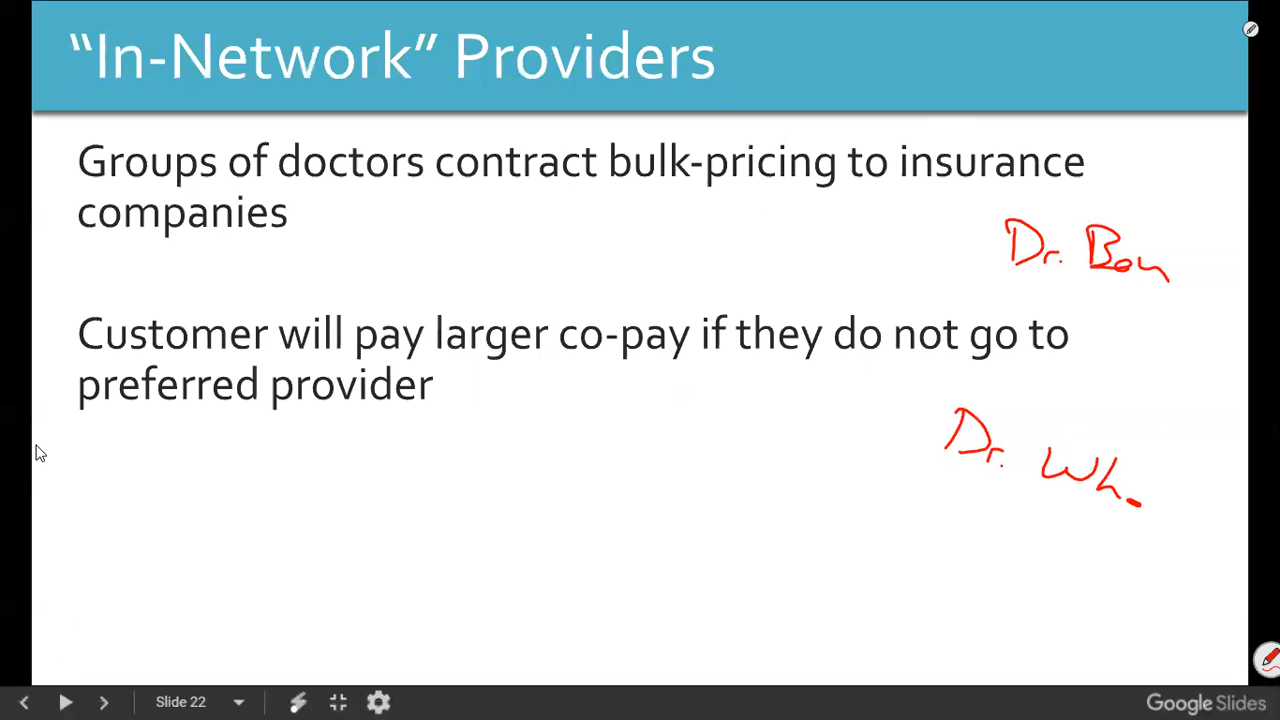 “In-Network” Providers
Groups of doctors contract bulk-pricing to insurance
companies
Dr. Ben
Customer will pay larger co-pay if they do not go to
preferred provider
Dr. Wh
Slide 22
Google Slides